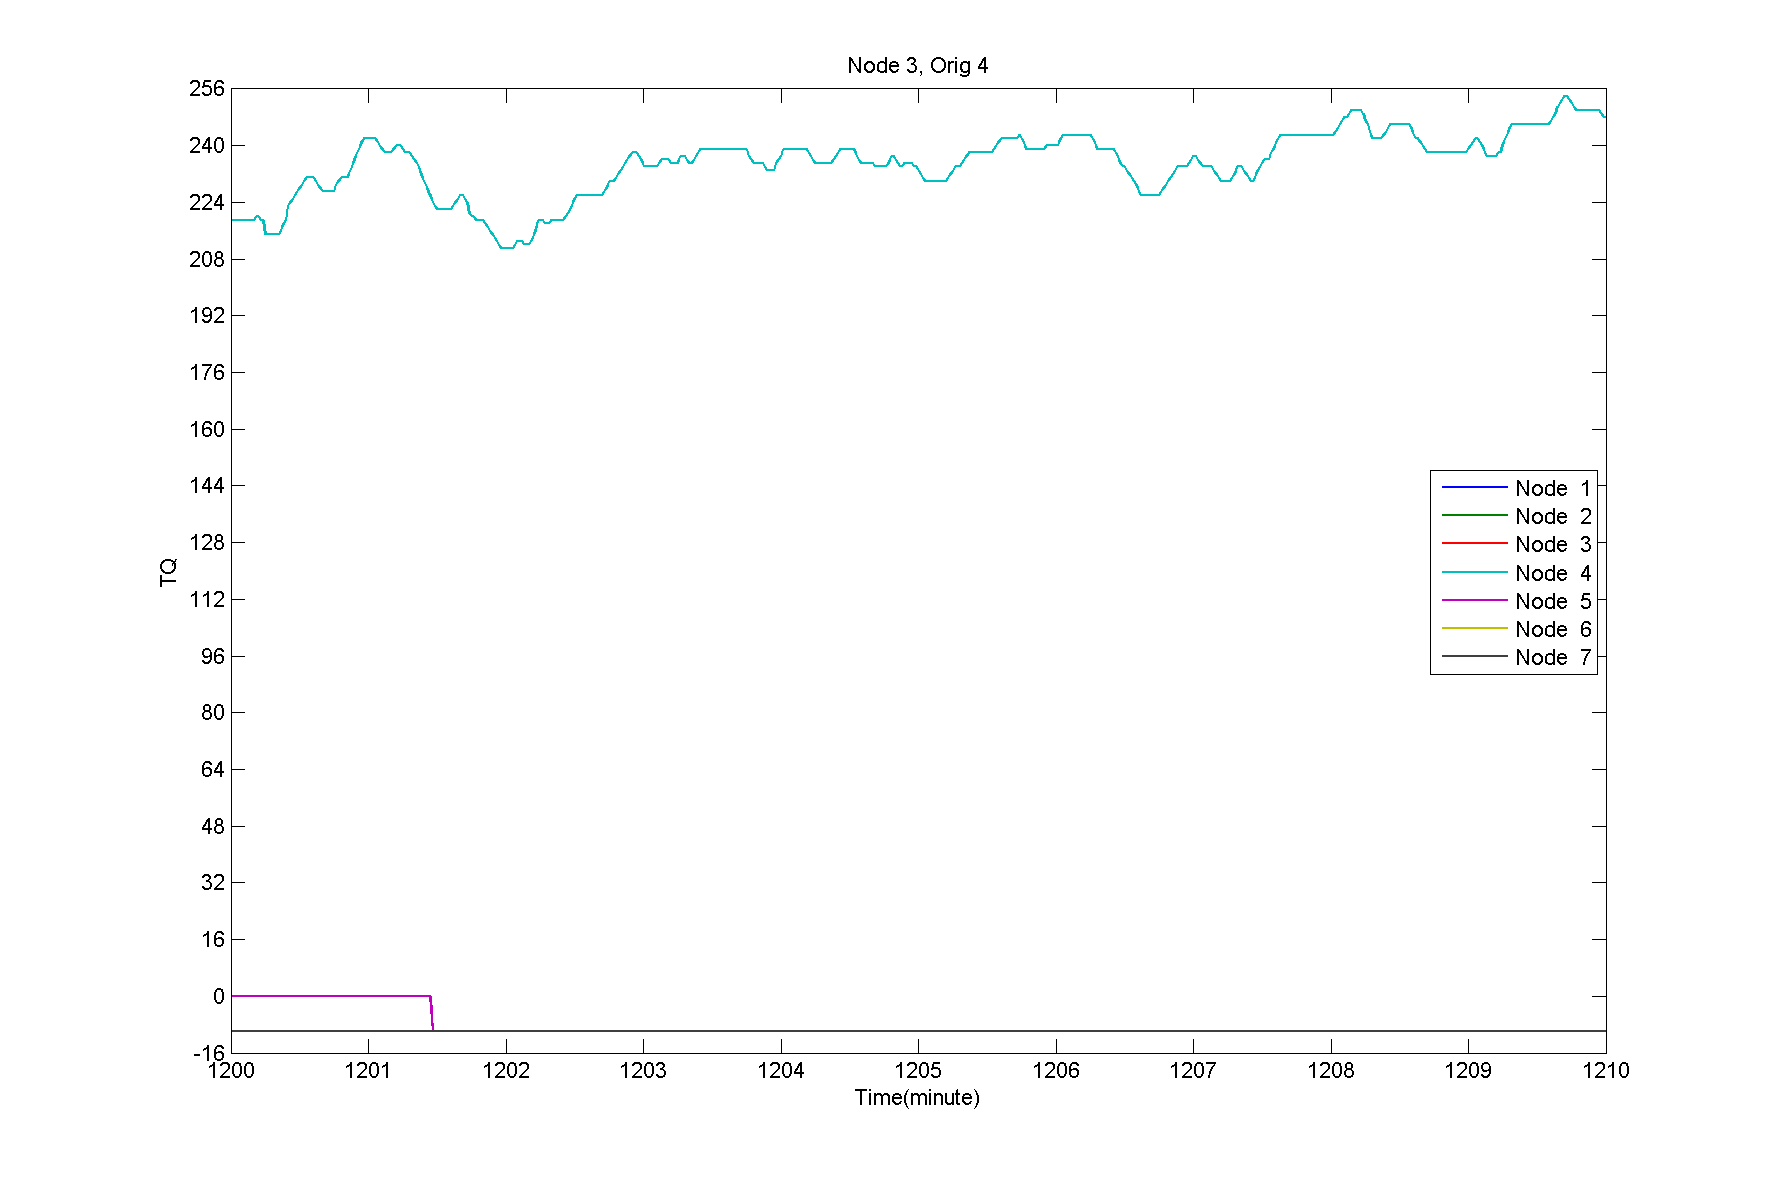 Node 3, Orig 4
256
240
224
208
192
176
160
144
128
112
96
80
64
48
32
16
0
-16
TQ
Node 1
Node 2
Node 3
Node 4
Node 5
Node 6
Node 7
1200 1201 1202 1203 1204 1205 1206 1207 1208 1209 1210
Time(minute)